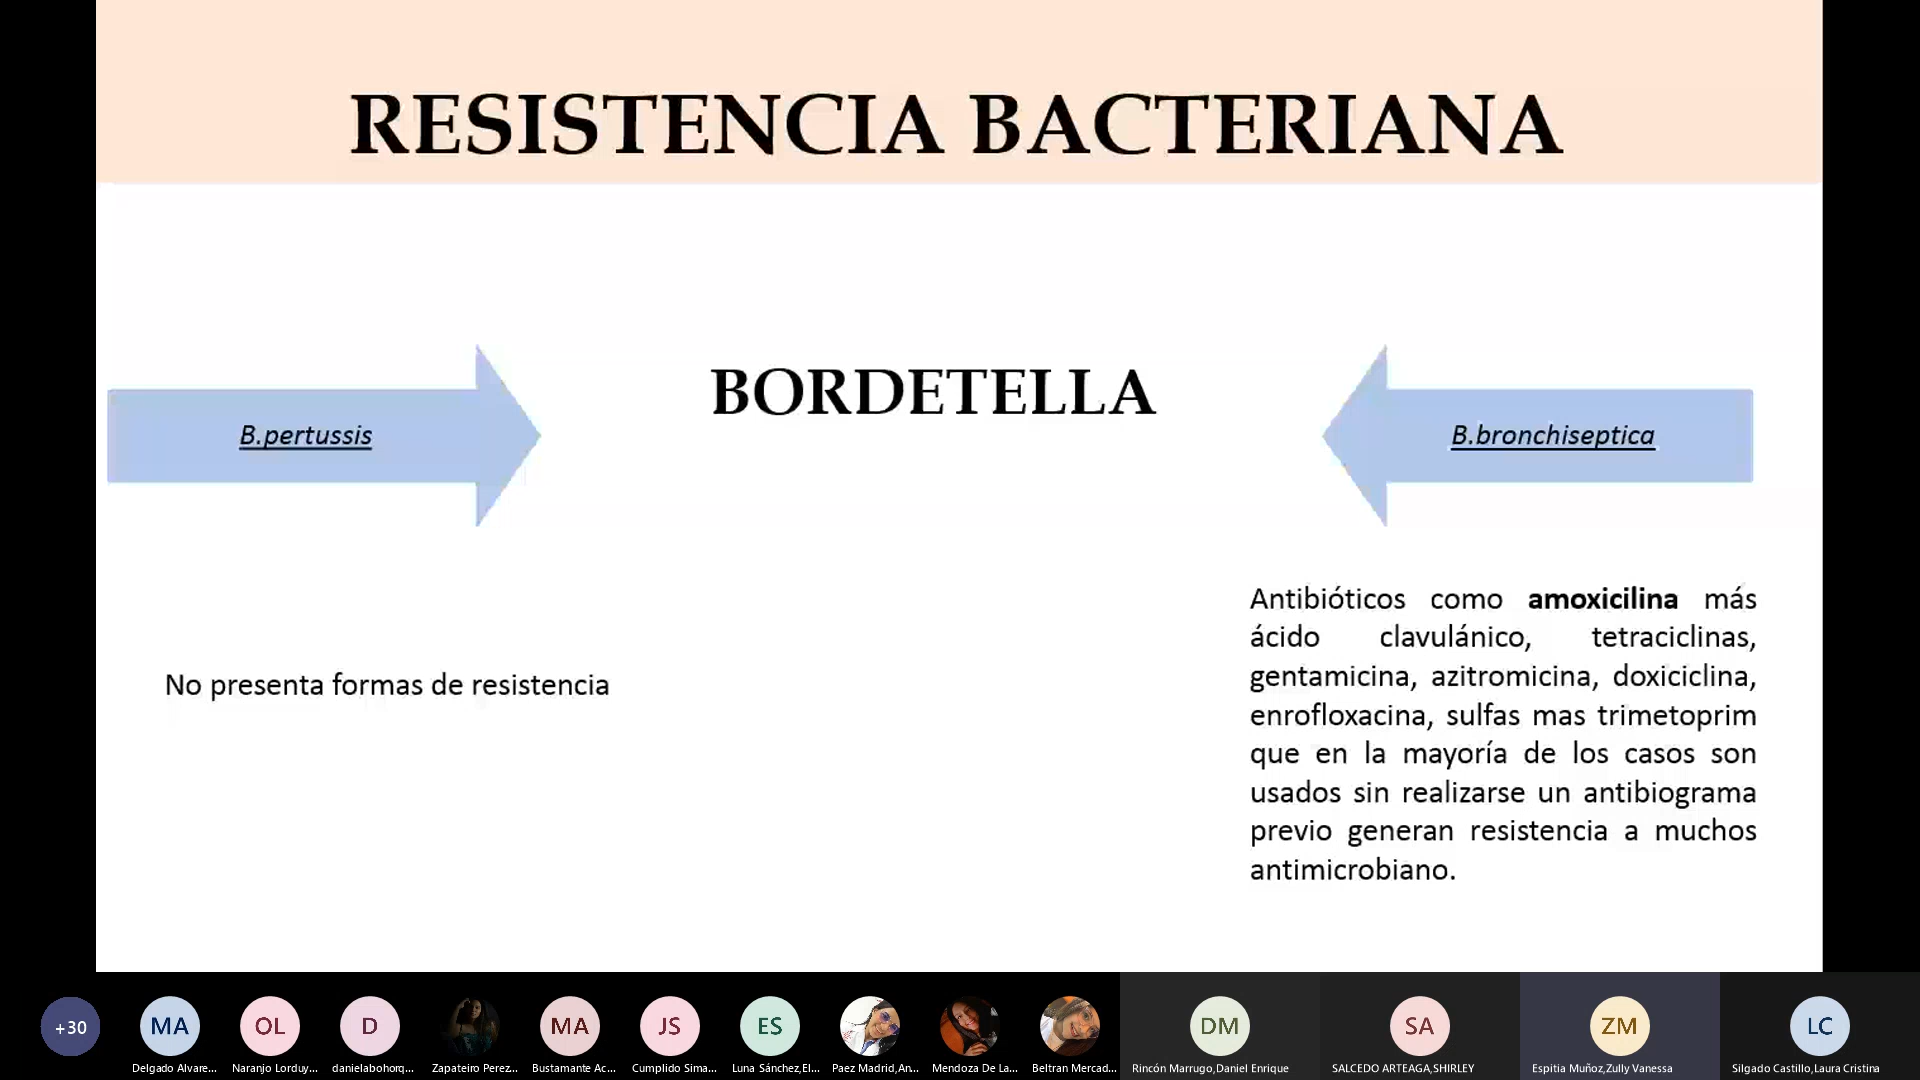 RESISTENCIA BACTERIANA
BORDETELLA
B.pertussis
B.bronchiseptica
No presenta formas de resistencia
Antibióticos como amoxicilina más
ácido clavulánico, tetraciclinas,
gentamicina, azitromicina, doxiciclina,
enrofloxacina, sulfas mas trimetoprim
que en la mayoría de los casos son
usados sin realizarse un antibiograma
previo generan resistencia a muchos
antimicrobiano.
+30
MA
OL
D
MA
JS
ES
DM
SA
ZM
LC
Delgado Alvare...
Naranjo Lorduy...
danielabohorq...
Zapateiro Perez...
Bustamante Ac...
Cumplido Sima...
Luna Sánchez,El...
Paez Madrid,An...
Mendoza De La...
Beltran Mercad...
Rincón Marrugo,Daniel Enrique
SALCEDO ARTEAGA,SHIRLEY
Espitia Muñoz,Zully Vanessa
Silgado Castillo,Laura Cristina